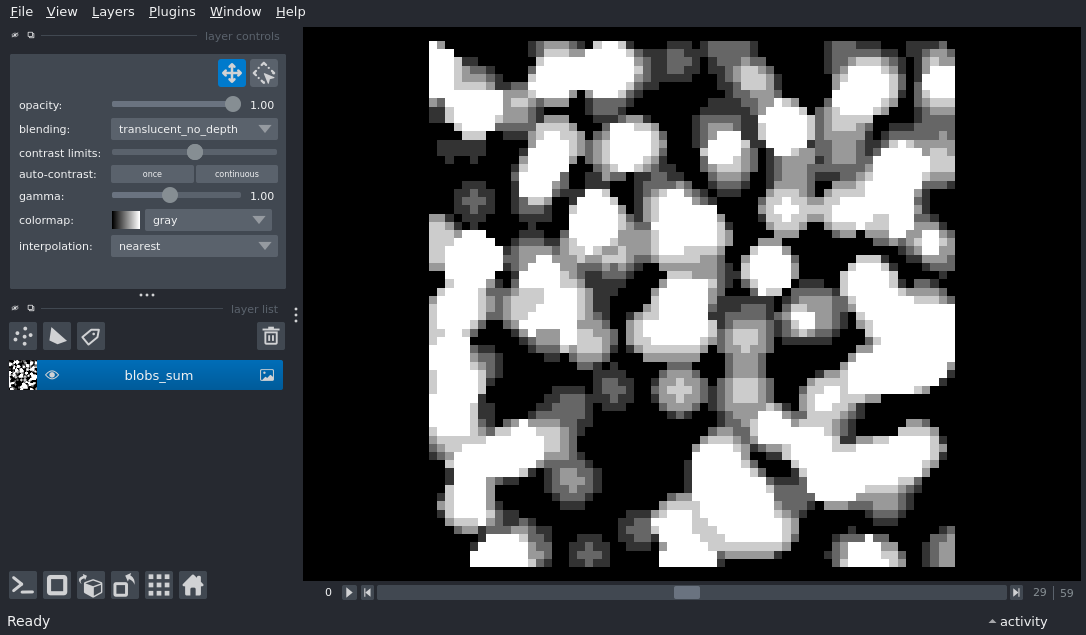 File View Layers Plugins Window Help
layer controls
opacity: 1.00
blending: translucent_no_depth
contrast limits:
auto-contrast: once continuous
gamma: 1.00
colormap: gray
interpolation: nearest
layer list
blobs_sum
0 29 59
Ready activity